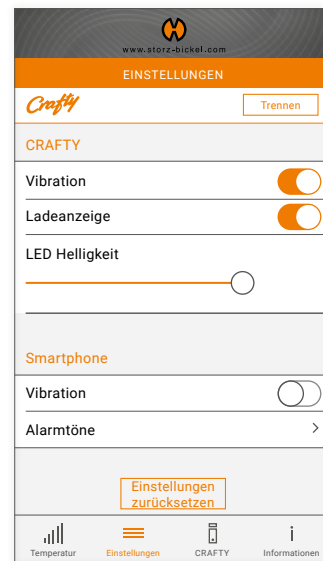 www.storz-bickel.com
EINSTELLUNGEN
Crafty
Trennen
CRAFTY
Vibration
Ladeanzeige
LED Helligkeit
Smartphone
Vibration
Alarmtöne
Einstellungen
zurücksetzen
Temperatur
Einstellungen
CRAFTY
Informationen